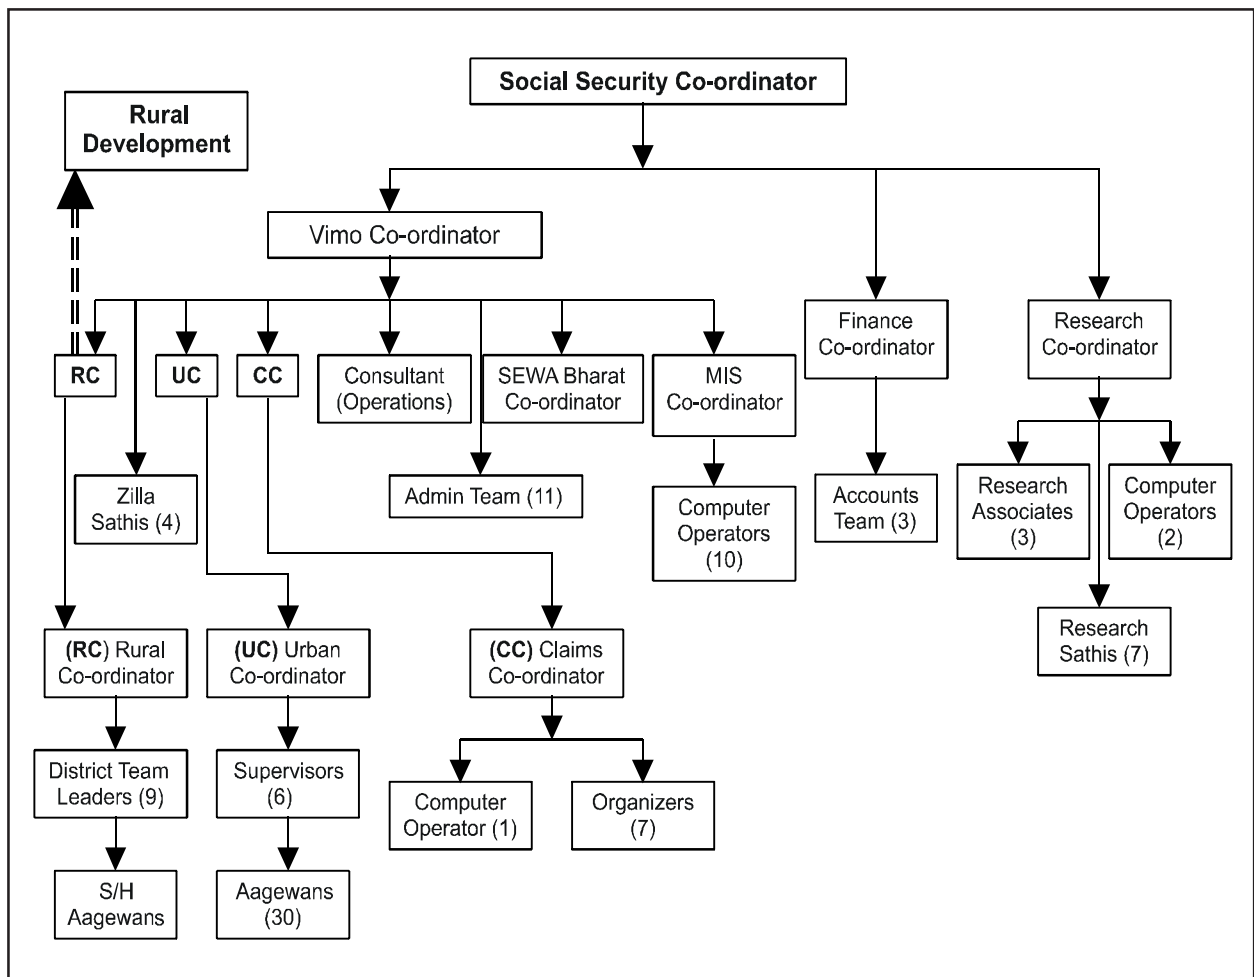 Social Security Co-ordinator
Rural
Development
Vimo Co-ordinator
RC
UC
CC
Consultant
(Operations)
SEWA Bharat
Co-ordinator
MIS
Co-ordinator
Finance
Co-ordinator
Research
Co-ordinator
Zilla
Sathis (4)
Admin Team (11)
Computer
Operators
(10)
Accounts
Team (3)
Research
Associates
(3)
Computer
Operators
(2)
Research
Sathis (7)
(RC) Rural
Co-ordinator
(UC) Urban
Co-ordinator
(CC) Claims
Co-ordinator
District Team
Leaders (9)
Supervisors
(6)
Computer
Operator (1)
Organizers
(7)
S/H
Aagewans
Aagewans
(30)